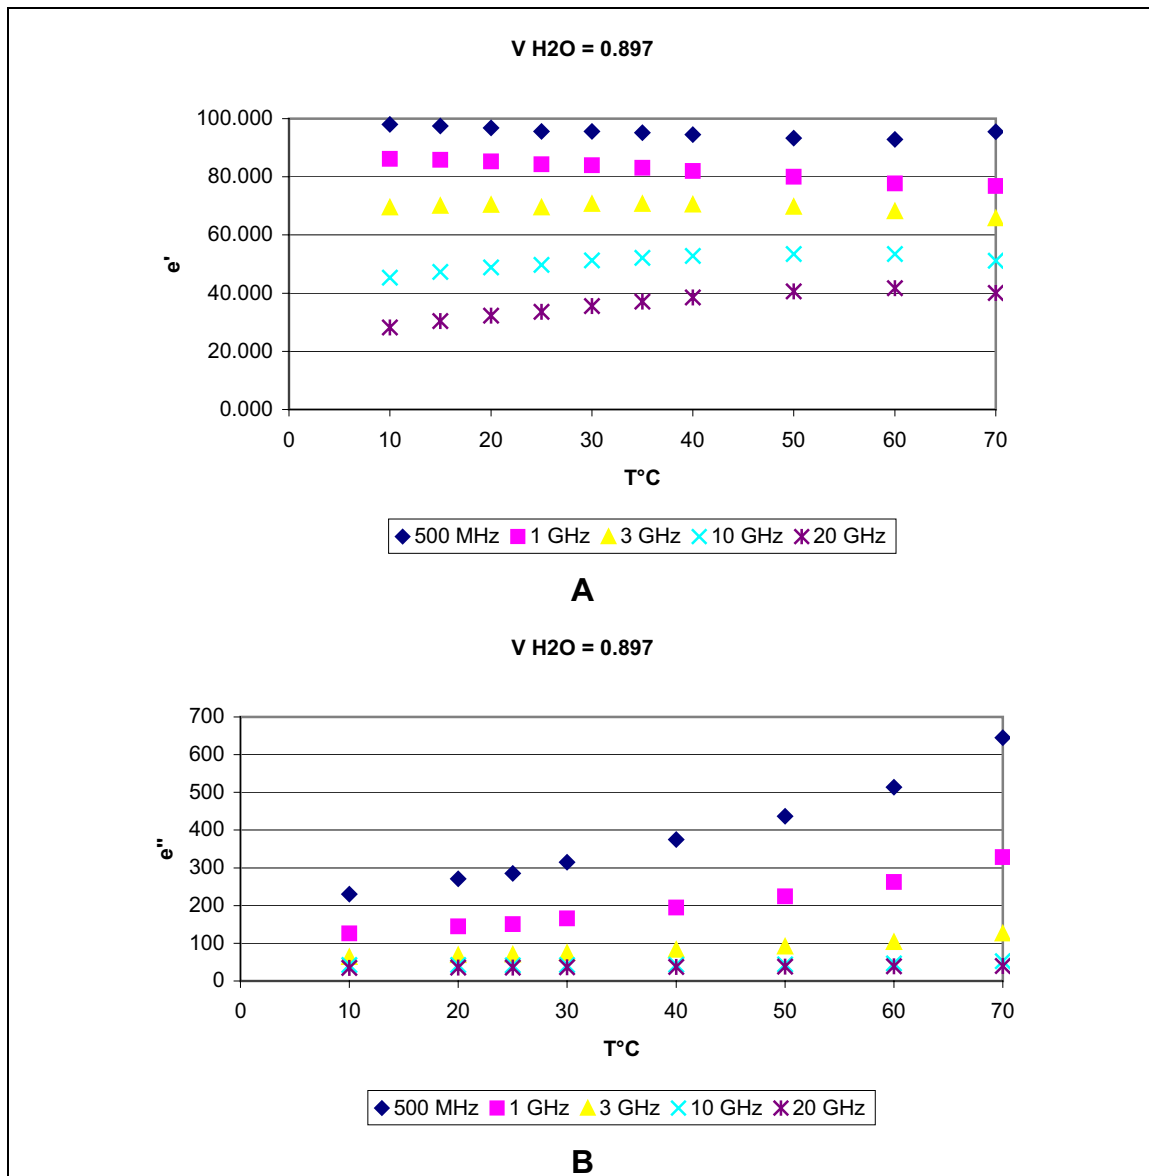 V H2O = 0.897
100.000
80.000
60.000
40.000
20.000
0.000
e'
0 10 20 30 40 50 60 70
T°C
500 MHz 1 GHz 3 GHz 10 GHz 20 GHz
A
V H2O = 0.897
700
600
500
400
300
200
100
0
e"
0 10 20 30 40 50 60 70
T°C
500 MHz 1 GHz 3 GHz 10 GHz 20 GHz
B